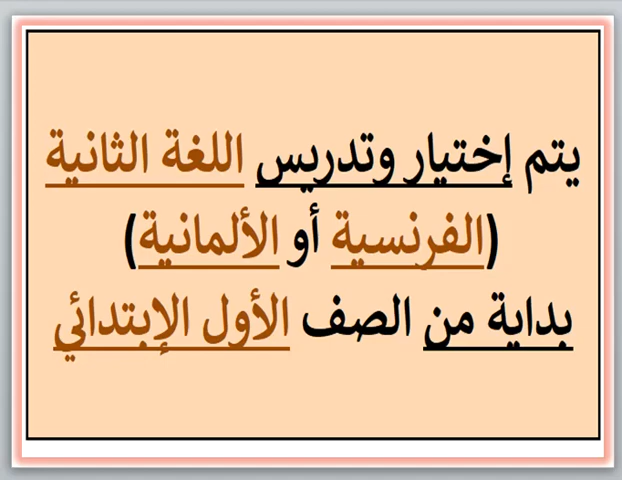 يتم إختيار وتدريس اللغة الثانية
(الفرنسية أو الألمانية)
بداية من الصف الأول الإبتدائي